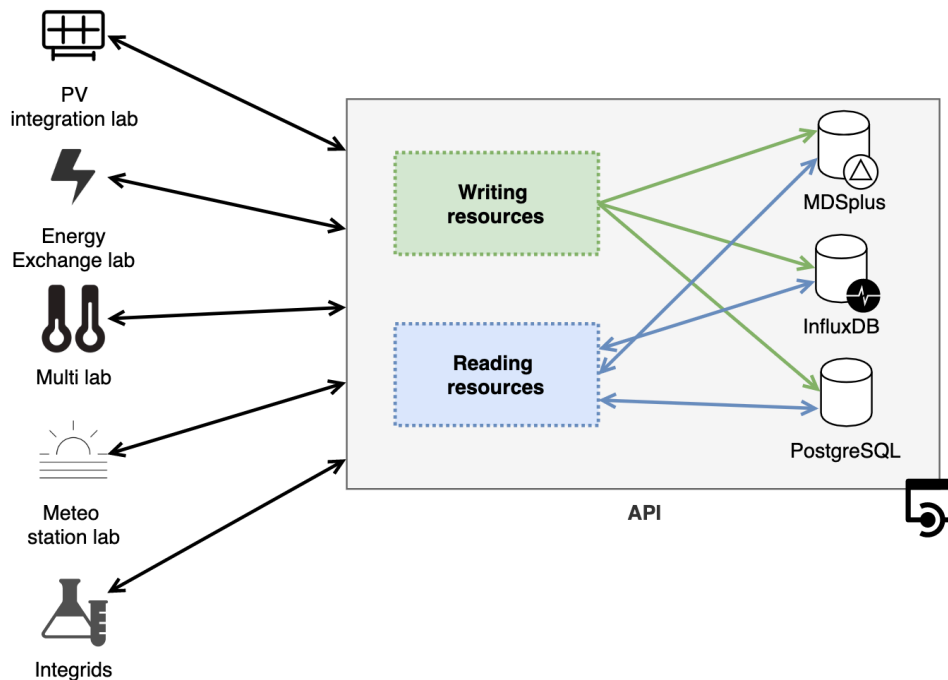 PV
integration lab
Energy
Exchange lab
Multi lab
Meteo
station lab
Integrids
Writing
resources
Reading
resources
MDSplus
InfluxDB
PostgreSQL
API